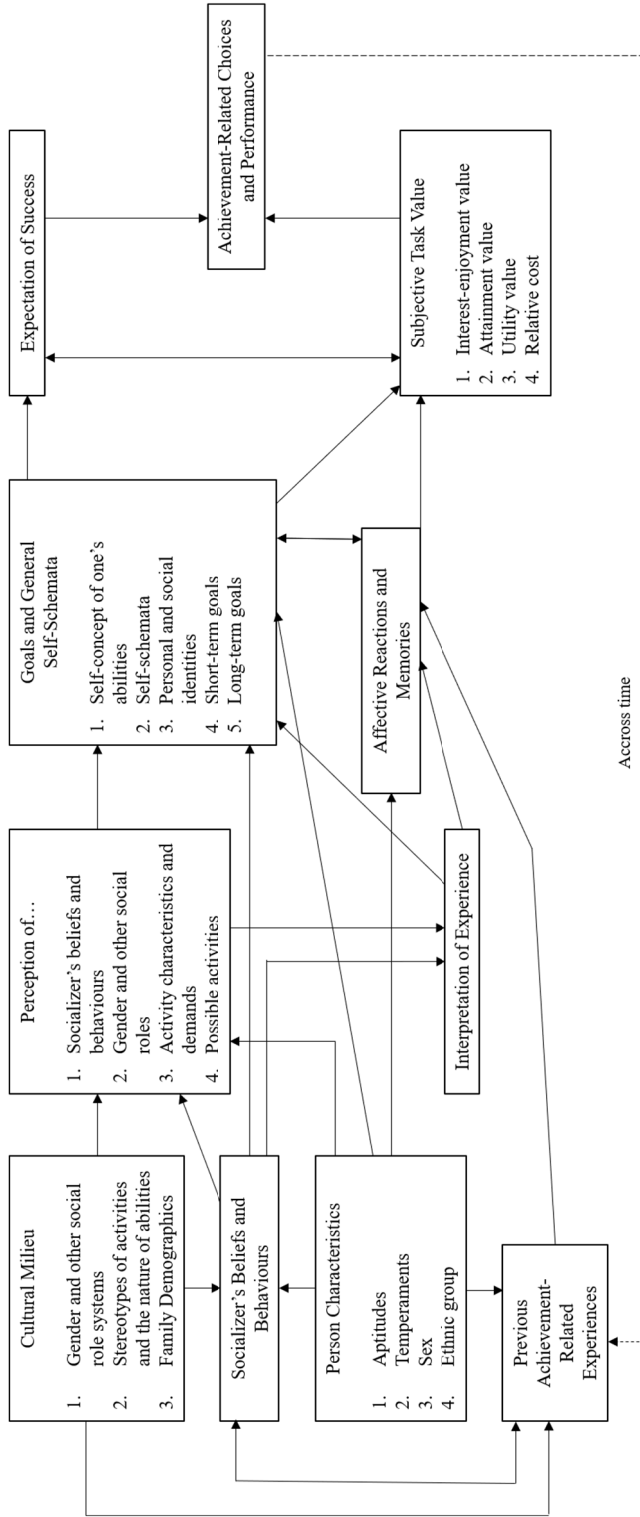 Cultural Milieu
1. Gender and other social
role systems
2. Stereotypes of activities
and the nature of abilities
3. Family Demographics
Socializer's Beliefs and
Behaviours
Person Characteristics
1. Aptitudes
2. Temperaments
3. Sex
4. Ethnic group
Previous
Achievement-
Related
Experiences
Perception of…
1. Socializer's beliefs and
behaviours
2. Gender and other social
roles
3. Activity characteristics and
demands
4. Possible activities
Interpretation of Experience
Goals and General
Self-Schemata
1. Self-concept of one's
abilities
2. Self-schemata
3. Personal and social
identities
4. Short-term goals
5. Long-term goals
Affective Reactions and
Memories
Expectation of Success
Subjective Task Value
1. Interest-enjoyment value
2. Attainment value
3. Utility value
4. Relative cost
Achievement-Related Choices
and Performance
Accross time